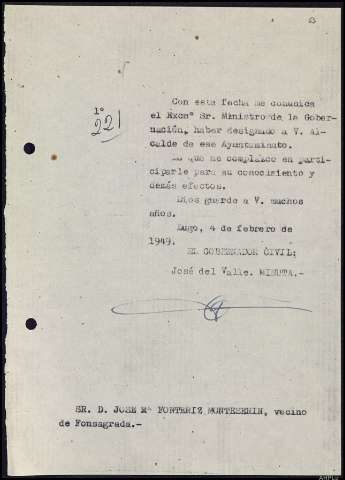 1º
221
Con esta fecha me comunica
el Excmº Sr. Ministro de la Gober-
nación, haber designado a V. Al-
calde de ese Ayuntamiento.
Lo que me complazco en parti-
ciparle para su conocimiento y
demás efectos.
Dios guarde a V. muchos
años.
Lugo, 4 de febrero de
1949.
EL GOBERNADOR CIVIL;
José del Valle. MINUTA.-
SR. D. JOSE Mª FONTERIZ MONTESERIN, vecino
de Fonsagrada.-